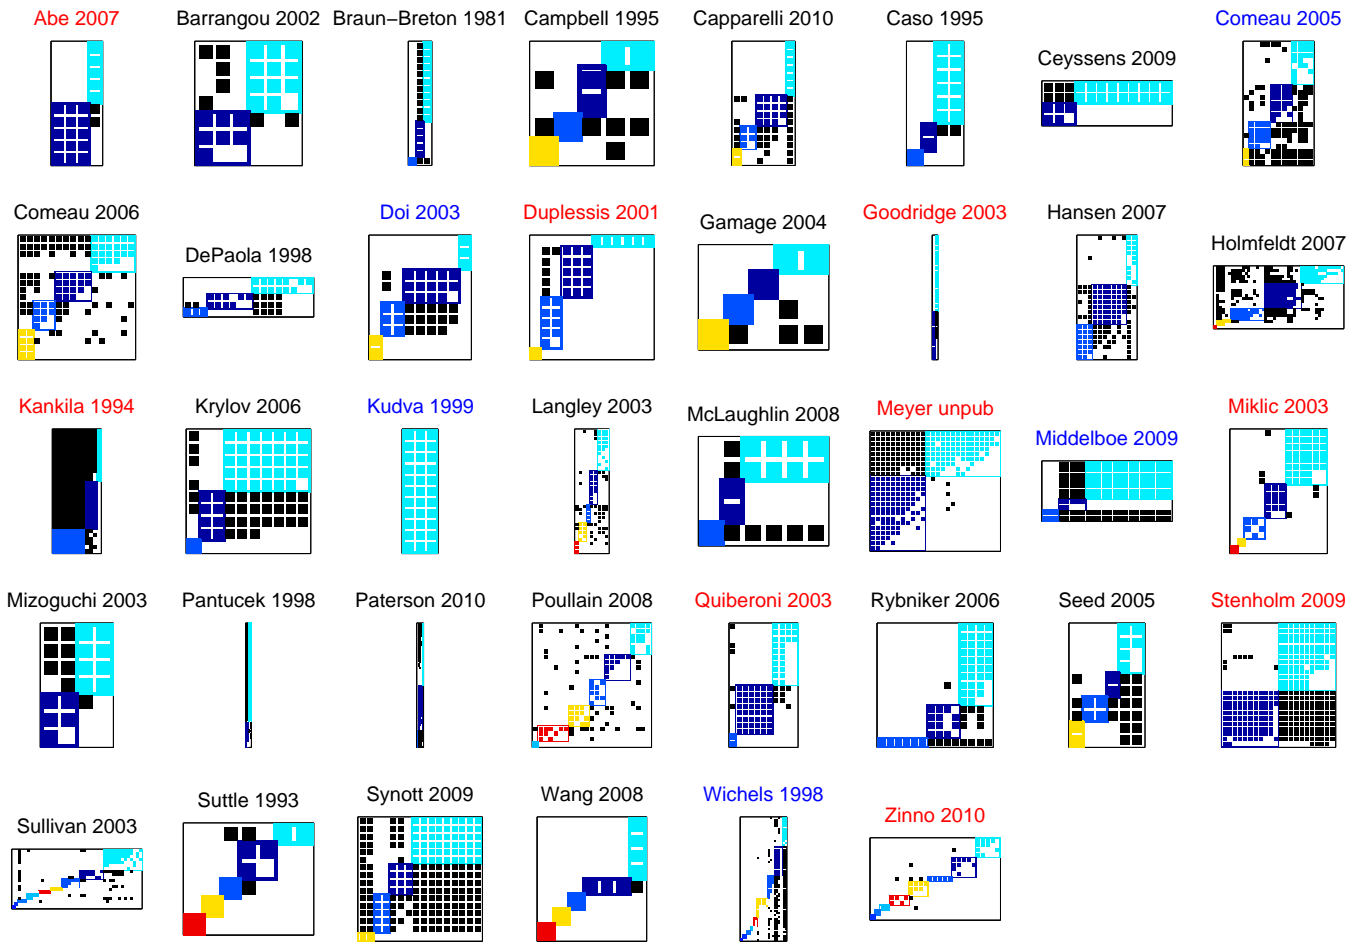 Abe 2007
Barrangou 2002
Braun−Breton 1981
Campbell 1995
Capparelli 2010
Caso 1995
Ceyssens 2009
Comeau 2005
Comeau 2006
DePaola 1998
Doi 2003
Duplessis 2001
Gamage 2004
Goodridge 2003
Hansen 2007
Holmfeldt 2007
Kankila 1994
Krylov 2006
Kudva 1999
Langley 2003
McLaughlin 2008
Meyer unpub
Middelboe 2009
Miklic 2003
Mizoguchi 2003
Pantucek 1998
Paterson 2010
Poullain 2008
Quiberoni 2003
Rybniker 2006
Seed 2005
Stenholm 2009
Sullivan 2003
Suttle 1993
Synott 2009
Wang 2008
Wichels 1998
Zinno 2010